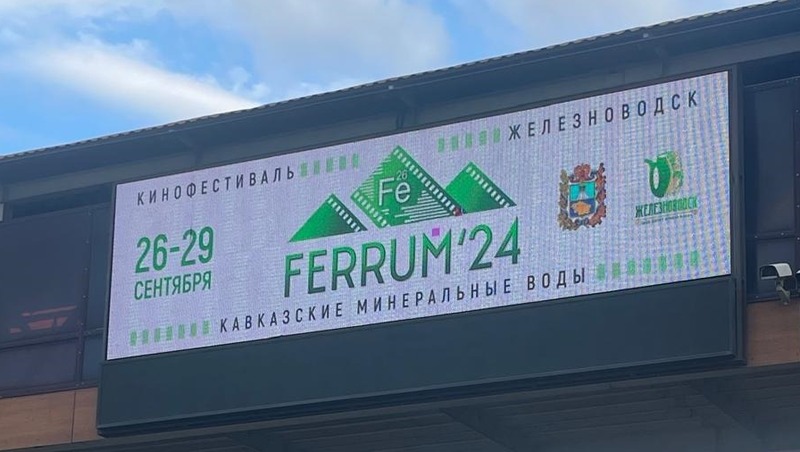 КИНОФЕСТИВАЛЬ
ЖЕЛЕЗНОВОДСК
26-29
СЕНТЯБРЯ
26
Fe
FERRUM'24
КАВКАЗСКИЕ МИНЕРАЛЬНЫЕ ВОДЫ
ЖЕЛЕЗНОВОДСК